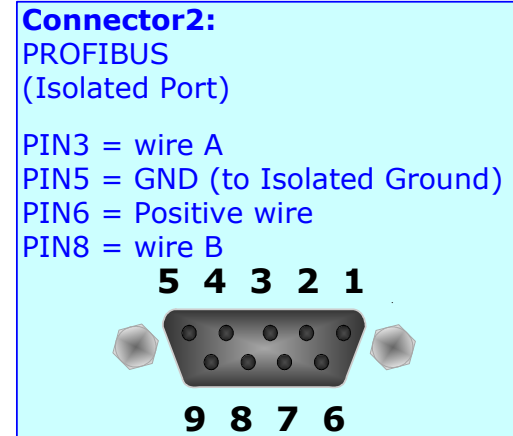 Connector2:
PROFIBUS
(Isolated Port)
PIN3 = wire A
PIN5 = GND (to Isolated Ground)
PIN6 = Positive wire
PIN8 = wire B
5 4 3 2 1
9 8 7 6